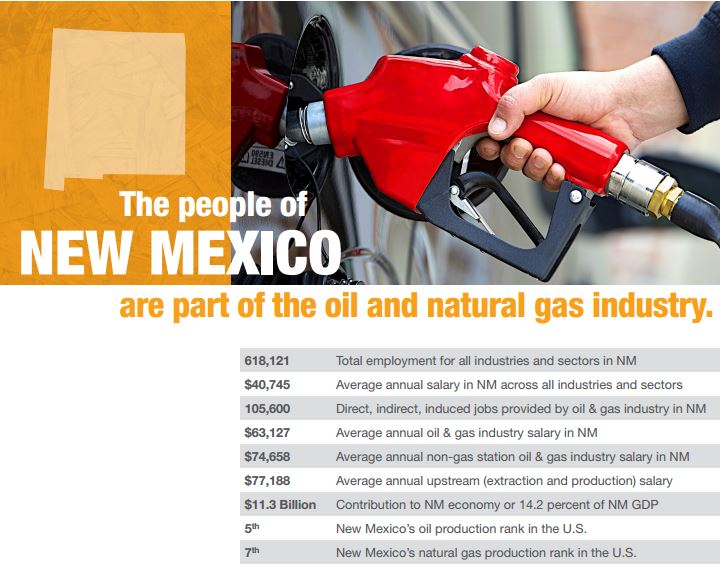 The people of
NEW MEXICO
are part of the oil and natural gas industry.
618,121 Total employment for all industries and sectors in NM
$40,745 Average annual salary in NM across all industries and sectors
105,600 Direct, indirect, induced jobs provided by oil & gas industry in NM
$63,127 Average annual oil & gas industry salary in NM
$74,658 Average annual non-gas station oil & gas industry salary in NM
$77,188 Average annual upstream (extraction and production) salary
$11.3 Billion Contribution to NM economy or 14.2 percent of NM GDP
5th New Mexico's oil production rank in the U.S.
7th New Mexico's natural gas production rank in the U.S.